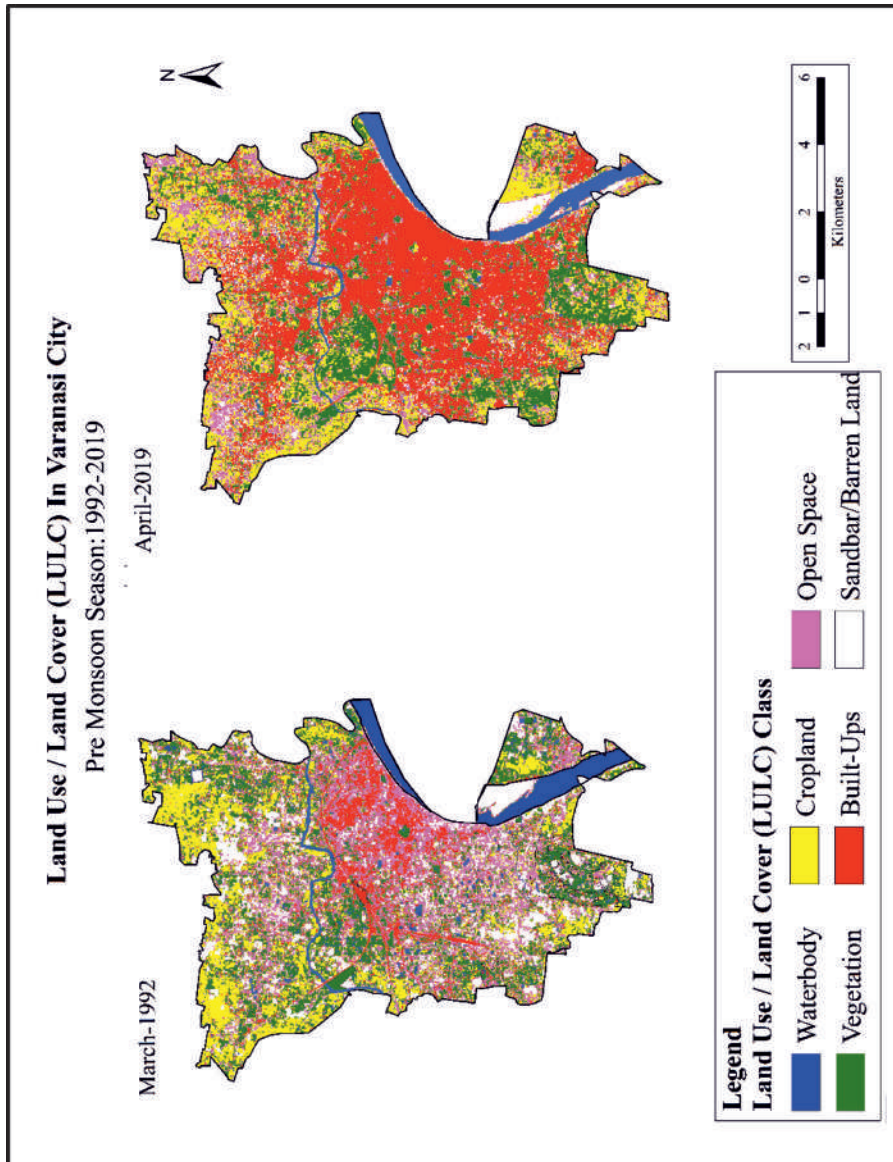 Land Use / Land Cover (LULC) In Varanasi City
Pre Monsoon Season:1992-2019
March-1992
April-2019
N
Legend
Land Use / Land Cover (LULC) Class
Waterbody
Cropland
Open Space
Vegetation
Built-Ups
Sandbar/Barren Land
2 1 0 2 4 6
Kilometers